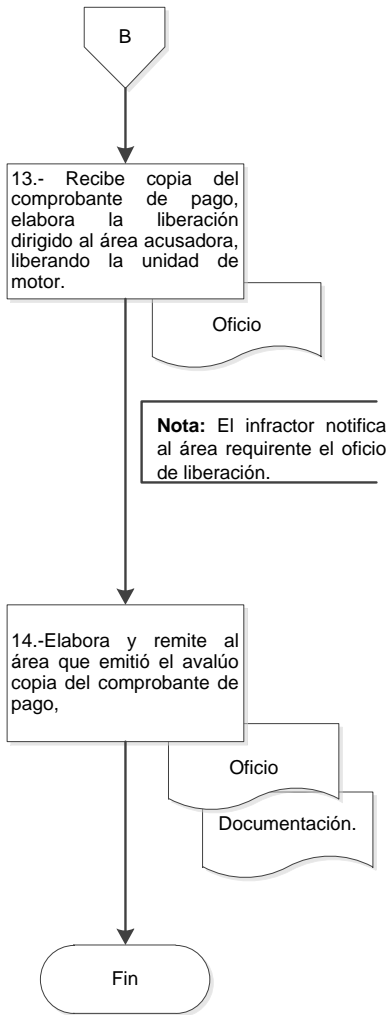 B
13.- Recibe copia del
comprobante de pago,
elabora la liberación
dirigido al área acusadora,
liberando la unidad de
motor.
Oficio
Nota: El infractor notifica
al área requirente el oficio
de liberación.
14.-Elabora y remite al
área que emitió el avalúo
copia del comprobante de
pago,
Oficio
Documentación.
Fin